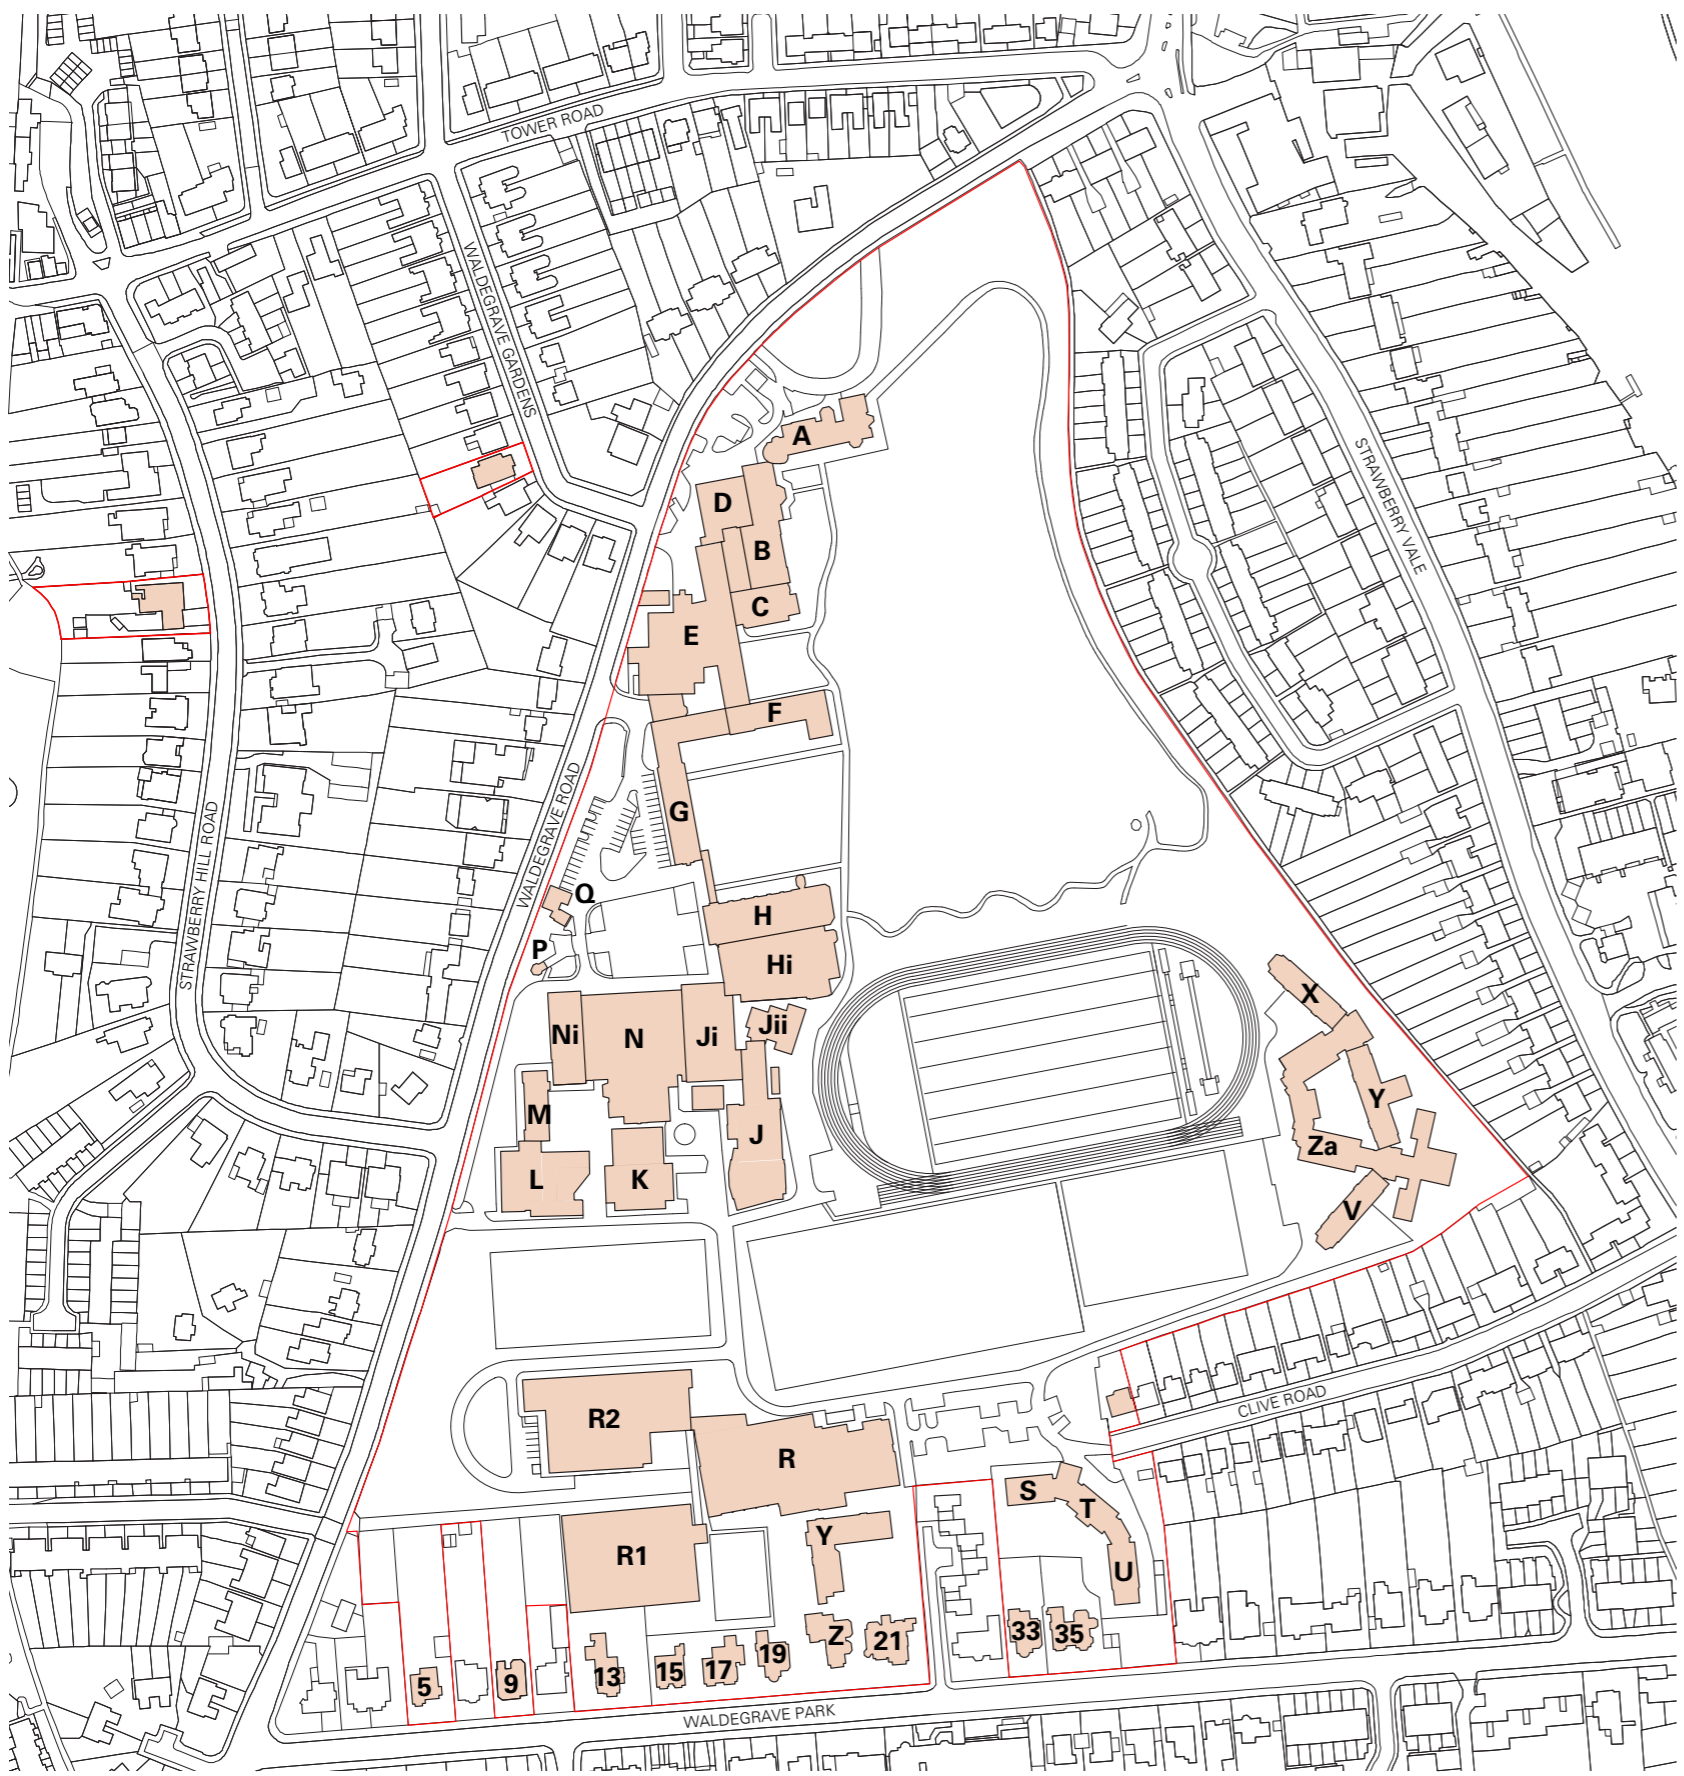 TOWER ROAD
WALDEGRAVE GARDENS
STRAWBERRY VALE
A
D
B
C
E
F
G
WALDEGRAVE ROAD
STRAWBERRY HILL ROAD
Q
P
H
Hi
X
Ni
N
Ji
Jii
M
J
Y
Za
L
K
V
CLIVE ROAD
R2
R
S
T
Y
R1
U
33
35
Z
21
19
17
15
13
9
5
WALDEGRAVE PARK